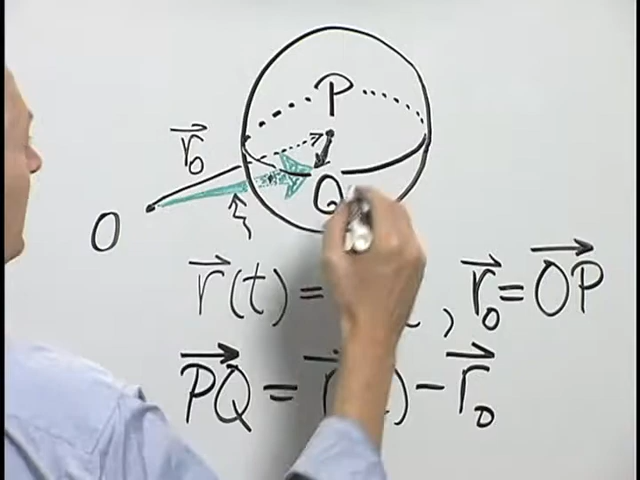 P
r⃗₀
Q
O
r⃗(t) = , r⃗₀ = OP⃗
PQ⃗ = ) − r⃗₀